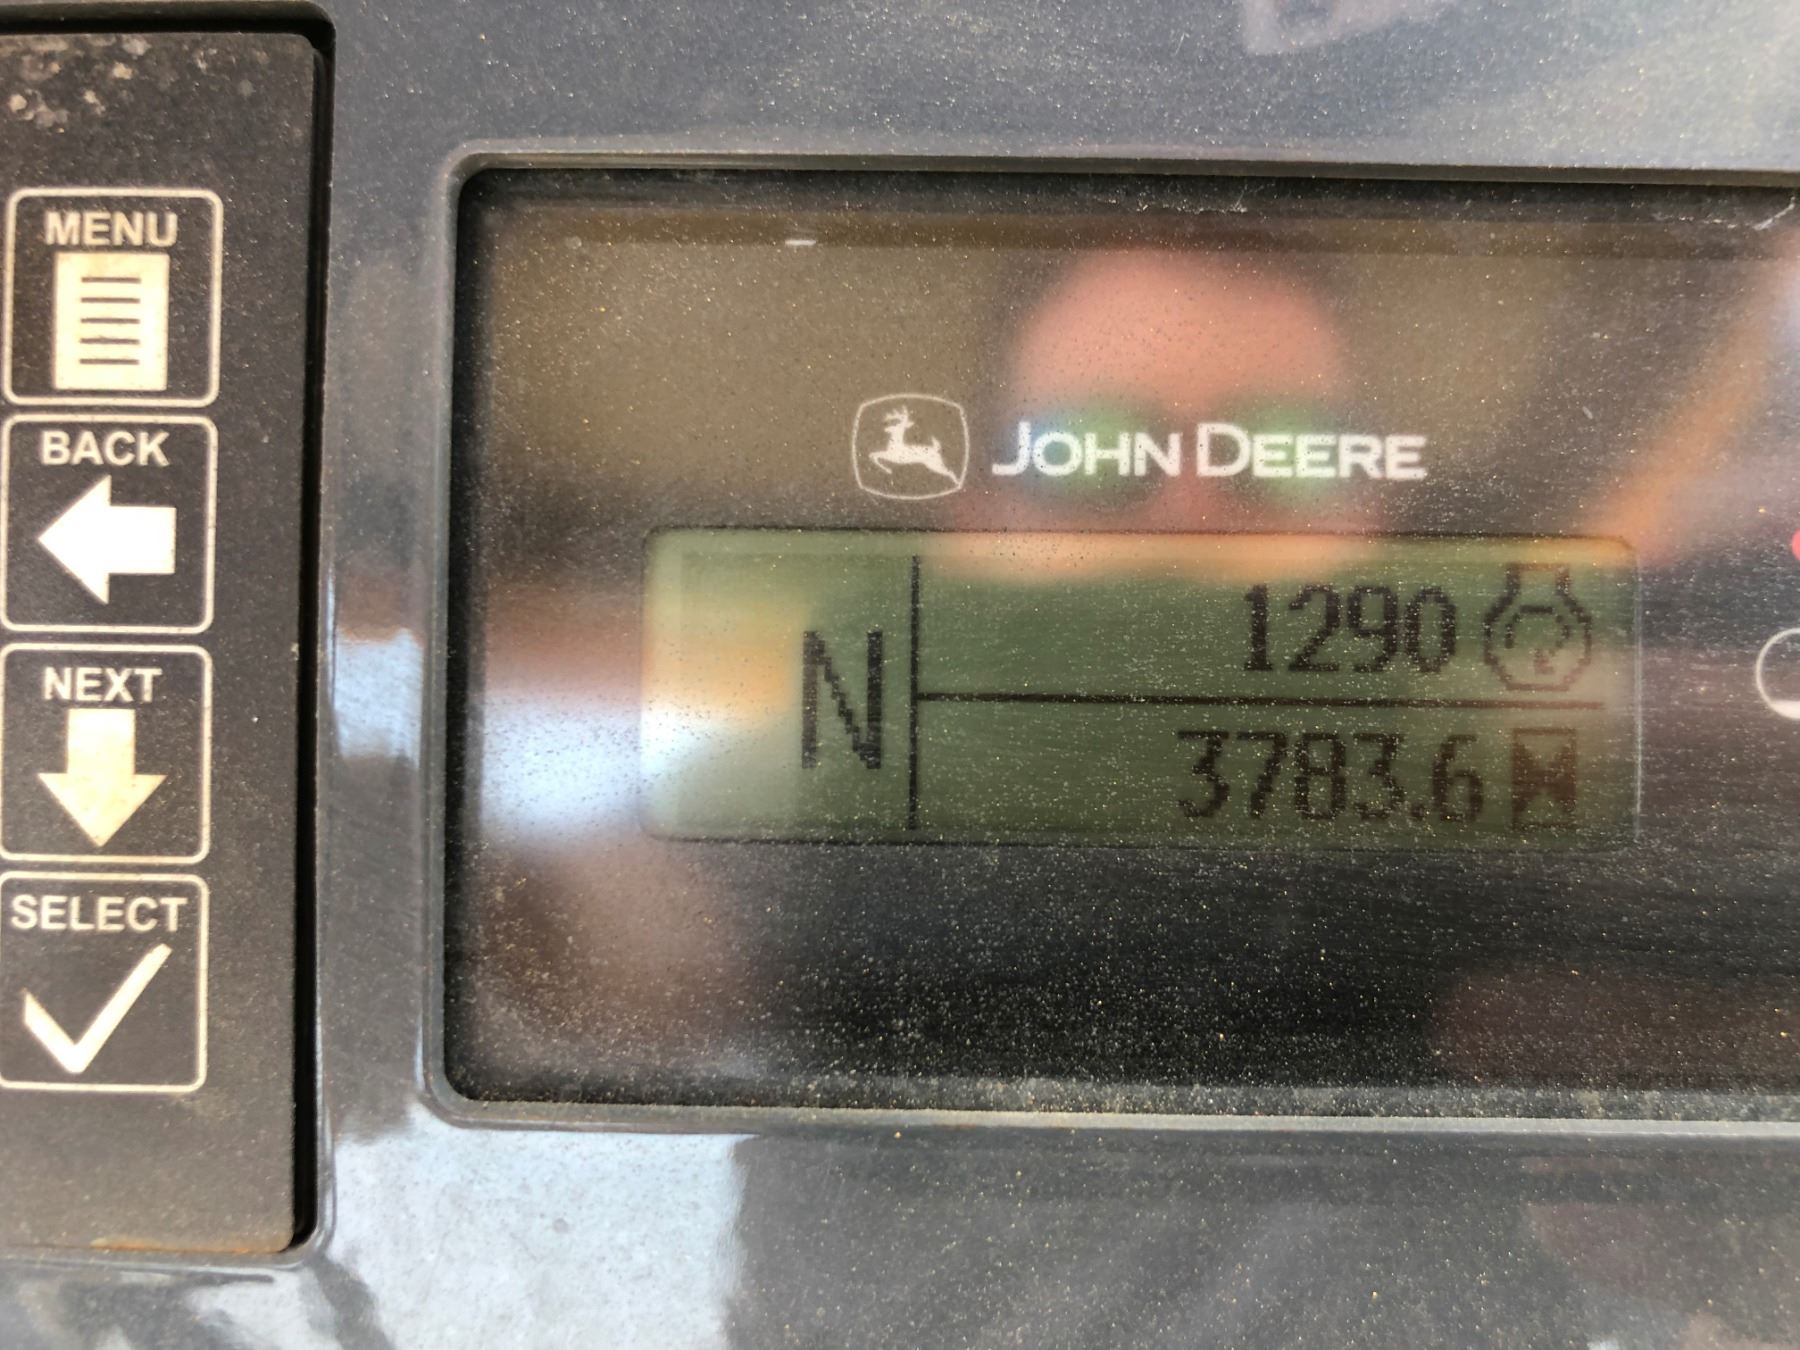 MENU
BACK
NEXT
SELECT
JOHN DEERE
N
1290
3783.6